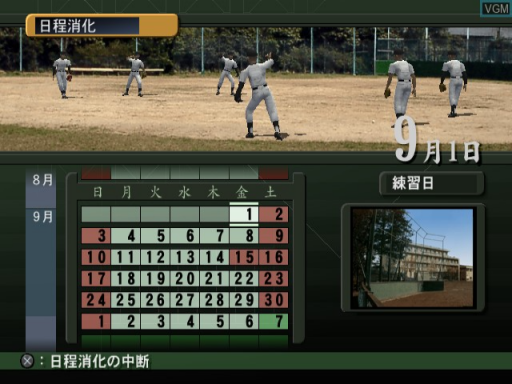 VGM
日程消化
9月1日
8月
9月
練習日
日 月 火 水 木 金 土
1 2
3 4 5 6 7 8 9
10 11 12 13 14 15 16
17 18 19 20 21 22 23
24 25 26 27 28 29 30
1 2 3 4 5 6 7
×：日程消化の中断